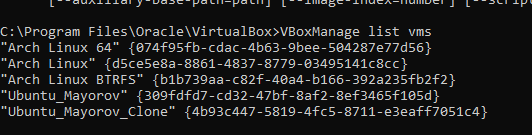 [--auxiliary-base-path=path] [--image-index=number] [--scrip
C:\Program Files\Oracle\VirtualBox>VBoxManage list vms
"Arch Linux 64" {074f95fb-cdac-4b63-9bee-504287e77d56}
"Arch Linux" {d5ce5e8a-8861-4837-8779-03495141c8cc}
"Arch Linux BTRFS" {b1b739aa-c82f-40a4-b166-392a235fb2f2}
"Ubuntu_Mayorov" {309fdfd7-cd32-47bf-8af2-8ef3465f105d}
"Ubuntu_Mayorov_Clone" {4b93c447-5819-4fc5-8711-e3eaff7051c4}